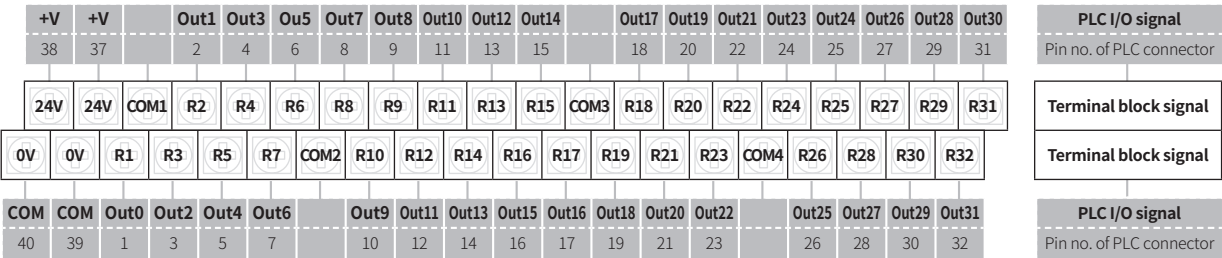 +V +V Out1 Out3 Ou5 Out7 Out8 Out10 Out12 Out14 Out17 Out19 Out21 Out23 Out24 Out26 Out28 Out30 PLC I/O signal
38 37 2 4 6 8 9 11 13 15 18 20 22 24 25 27 29 31 Pin no. of PLC connector
24V 24V COM1 R2 R4 R6 R8 R9 R11 R13 R15 COM3 R18 R20 R22 R24 R25 R27 R29 R31 Terminal block signal
0V 0V R1 R3 R5 R7 COM2 R10 R12 R14 R16 R17 R19 R21 R23 COM4 R26 R28 R30 R32 Terminal block signal
COM COM Out0 Out2 Out4 Out6 Out9 Out11 Out13 Out15 Out16 Out18 Out20 Out22 Out25 Out27 Out29 Out31 PLC I/O signal
40 39 1 3 5 7 10 12 14 16 17 19 21 23 26 28 30 32 Pin no. of PLC connector